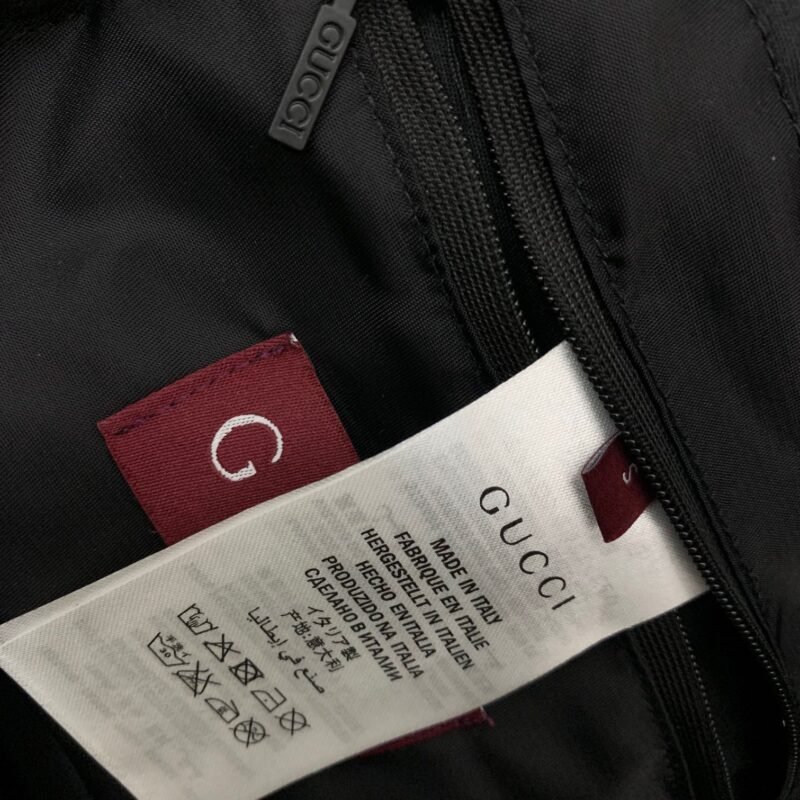 GUCCI
G
S
GUCCI
MADE IN ITALY
FABRIQUE EN ITALIE
HERGESTELLT IN ITALIEN
HECHO EN ITALIA
PRODUZIDO NA ITALIA
СДЕЛАНО В ИТАЛИИ
イタリア製
产地:意大利
صنع في إيطاليا